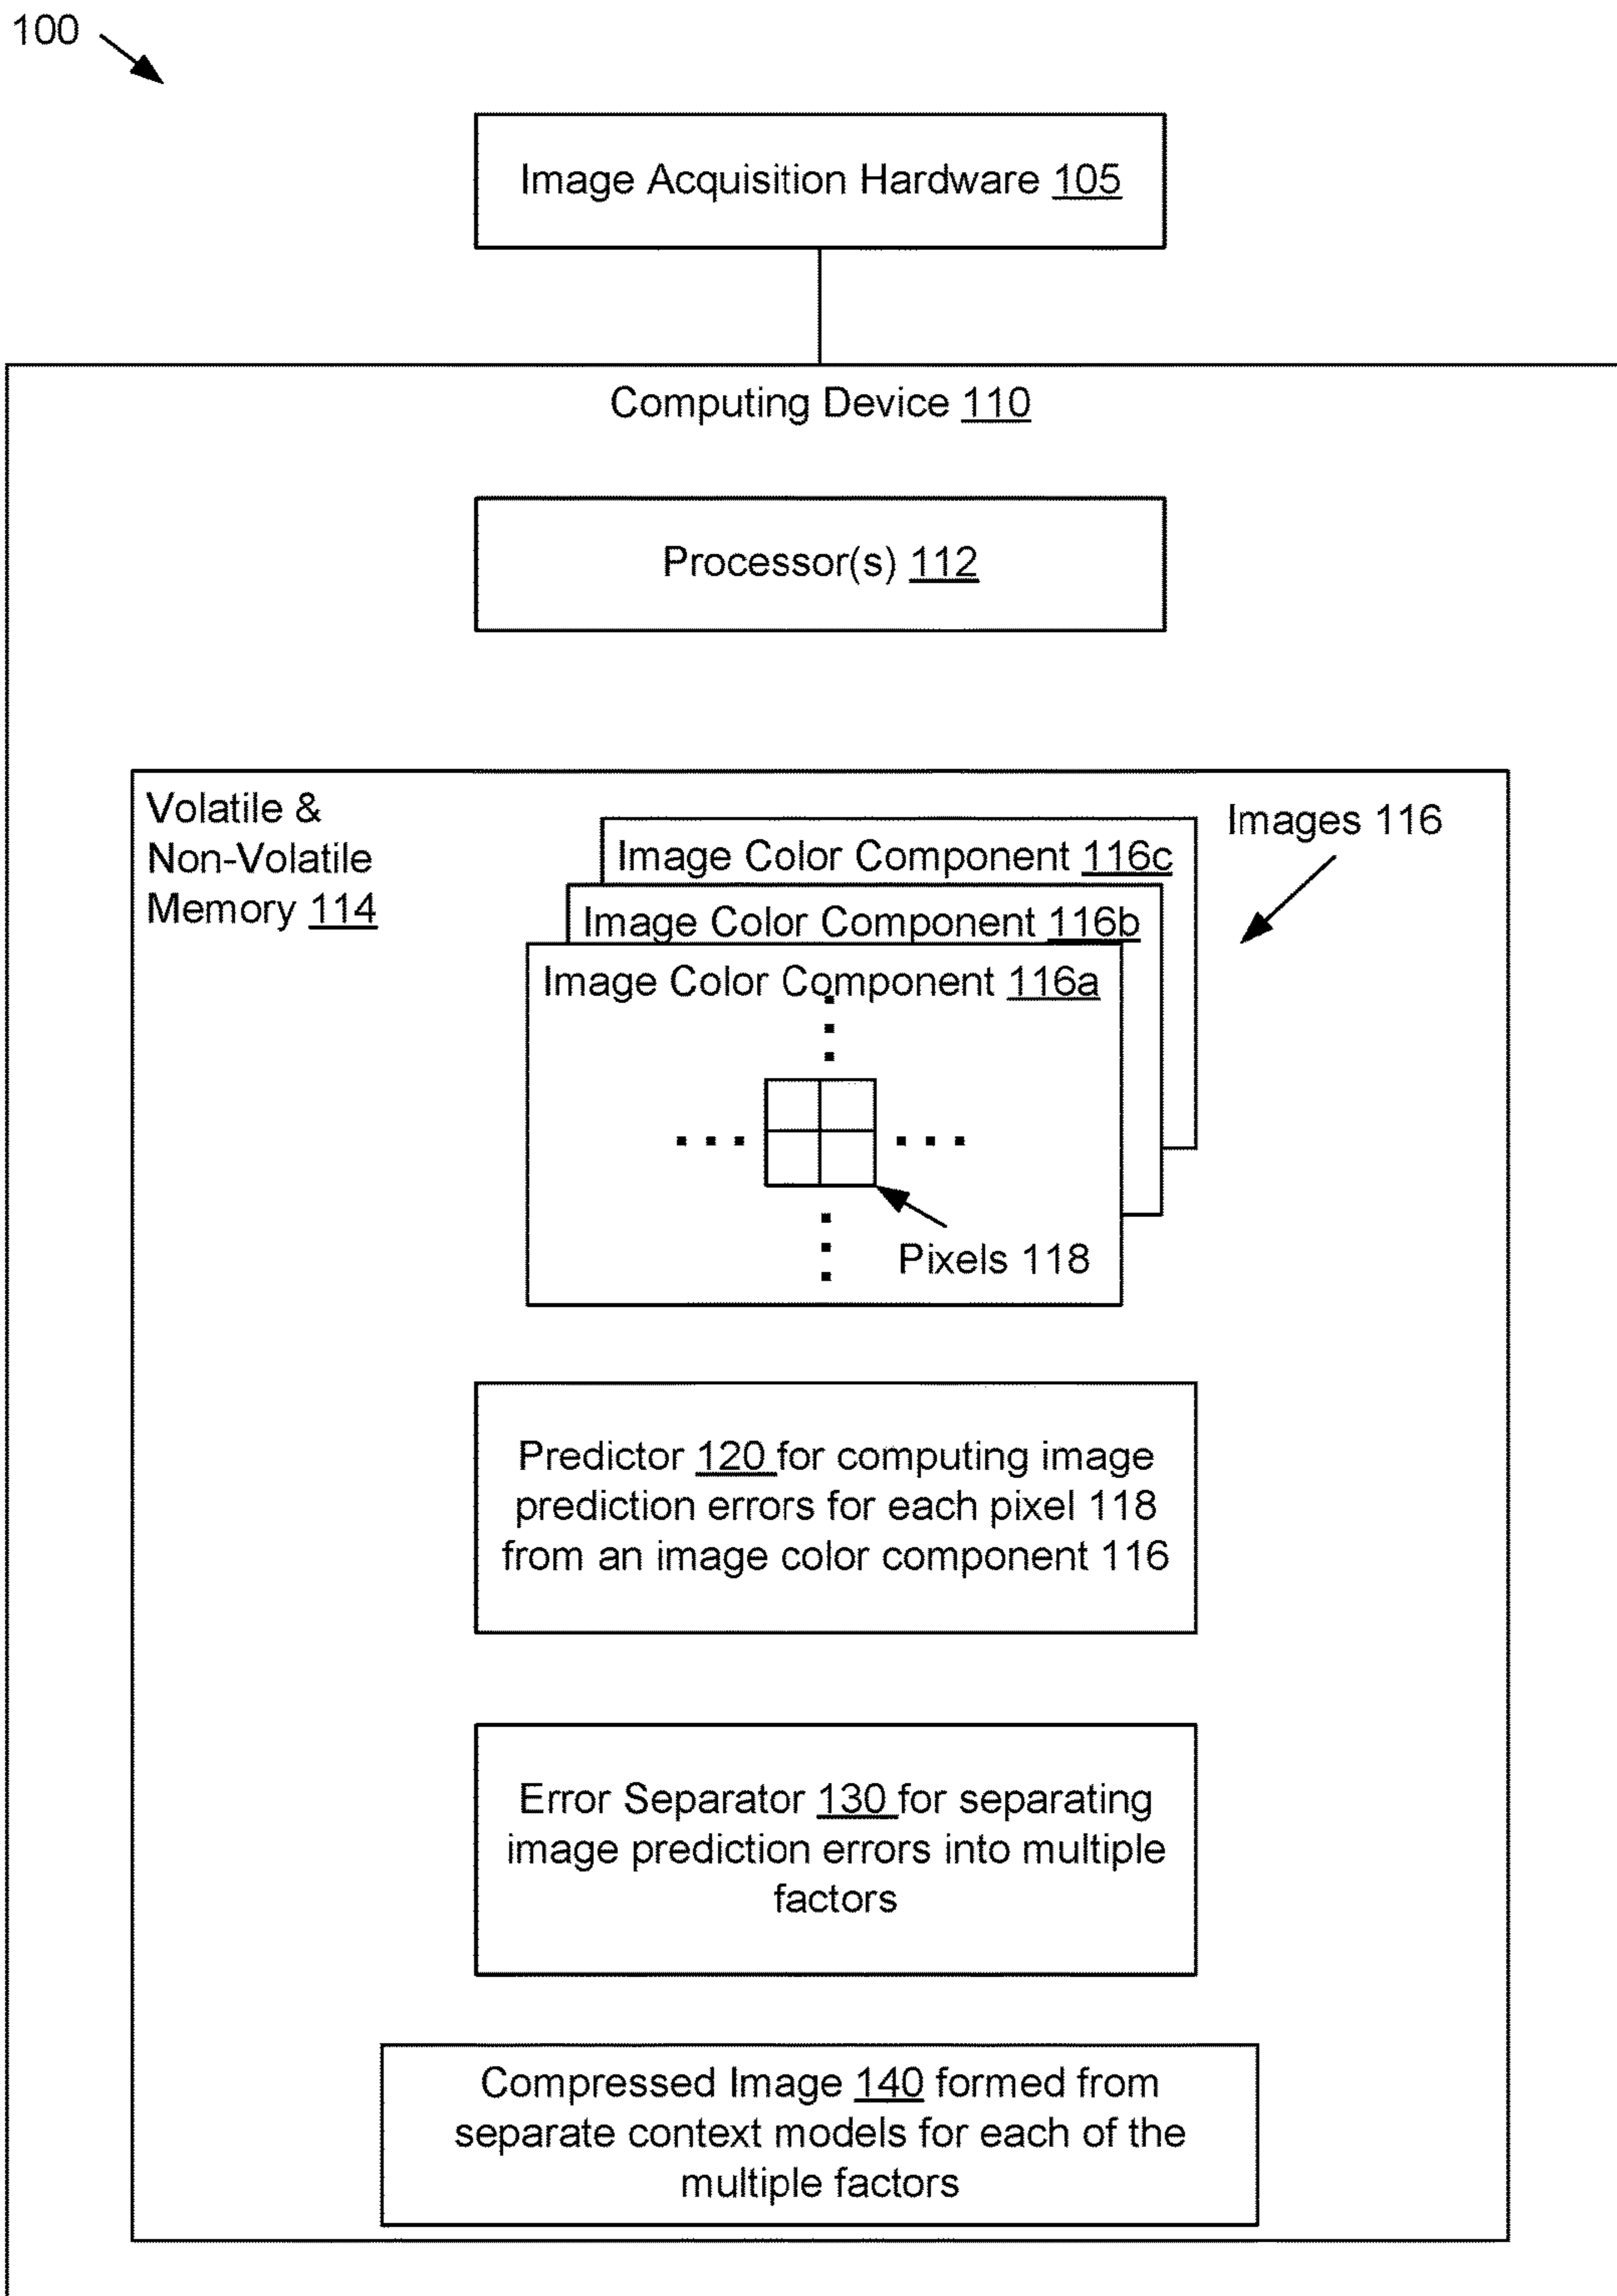 100
Image Acquisition Hardware 105
Computing Device 110
Processor(s) 112
Volatile &
Non-Volatile
Memory 114
Images 116
Image Color Component 116c
Image Color Component 116b
Image Color Component 116a
Pixels 118
Predictor 120 for computing image
prediction errors for each pixel 118
from an image color component 116
Error Separator 130 for separating
image prediction errors into multiple
factors
Compressed Image 140 formed from
separate context models for each of the
multiple factors